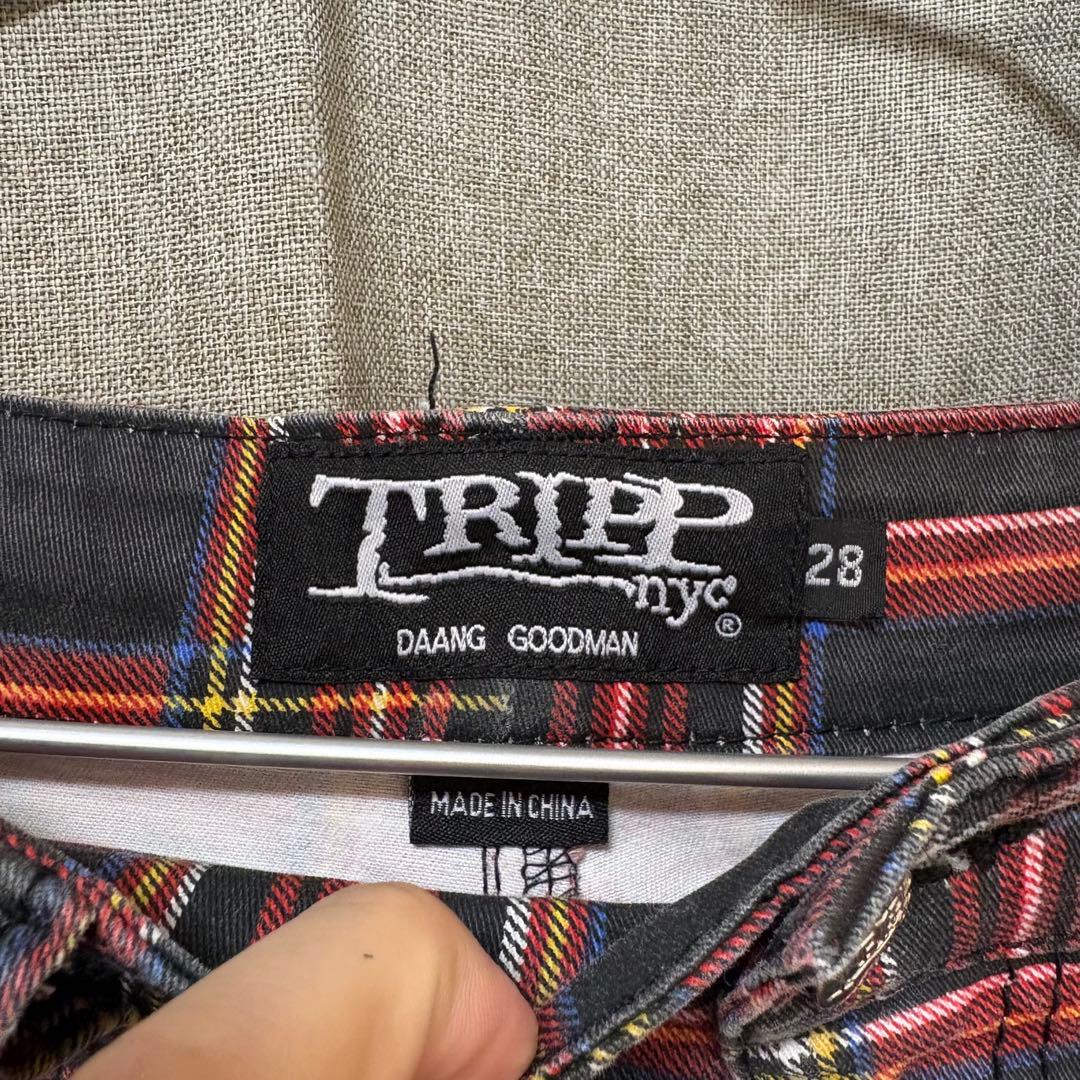 TRIPP
nyc®
28
DAANG GOODMAN
MADE IN CHINA